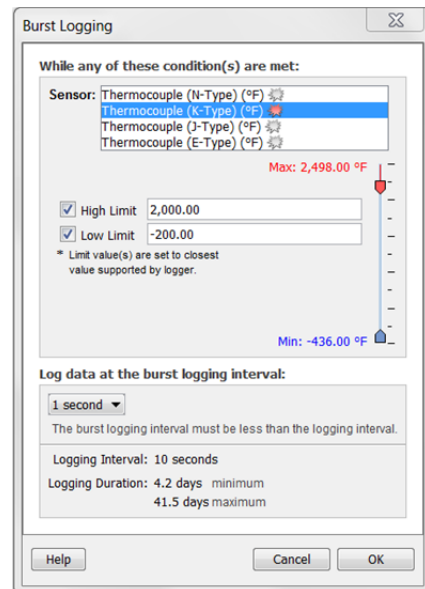 Burst Logging
While any of these condition(s) are met:
Sensor: Thermocouple (N-Type) (°F)
Thermocouple (K-Type) (°F)
Thermocouple (J-Type) (°F)
Thermocouple (E-Type) (°F)
Max: 2,498.00 °F
High Limit 2,000.00
Low Limit -200.00
* Limit value(s) are set to closest
value supported by logger.
Min: -436.00 °F
Log data at the burst logging interval:
1 second
The burst logging interval must be less than the logging interval.
Logging Interval: 10 seconds
Logging Duration: 4.2 days minimum
41.5 days maximum
Help Cancel OK